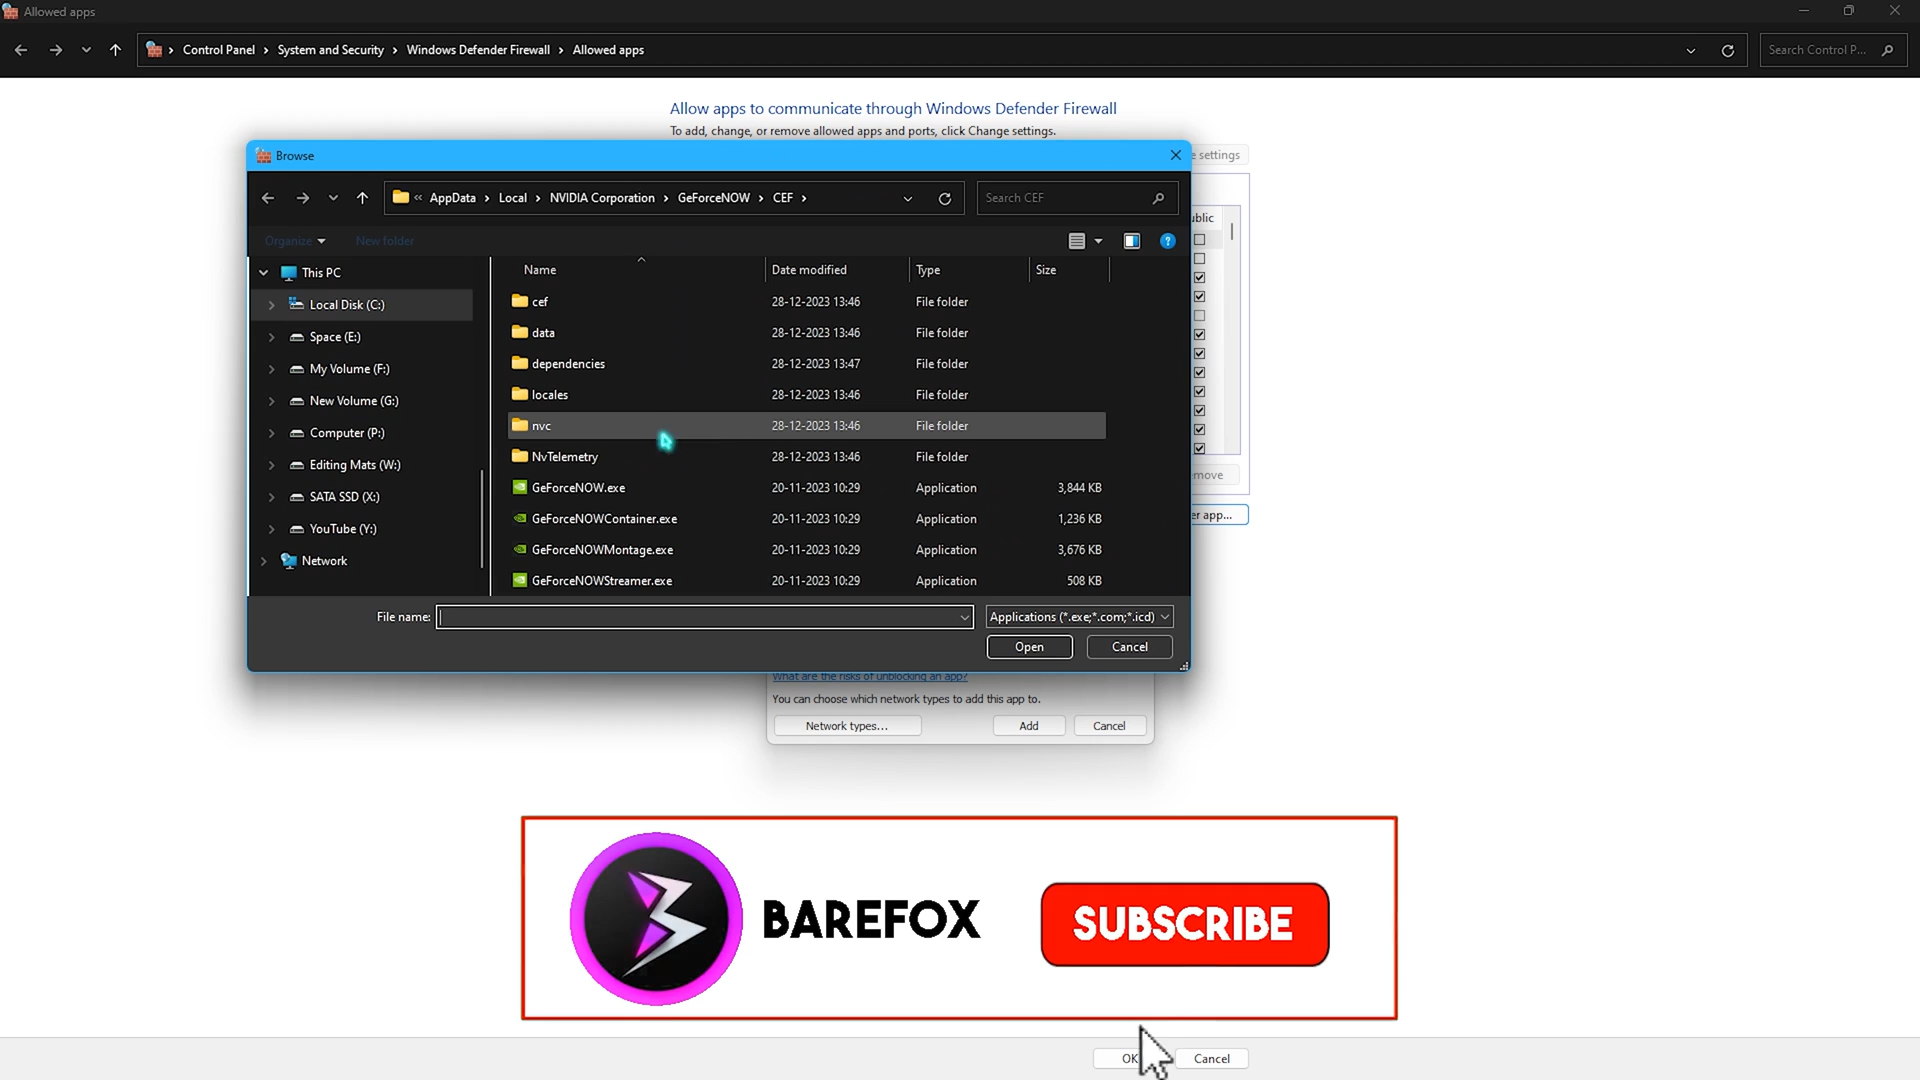 Allowed apps
Control Panel > System and Security > Windows Defender Firewall > Allowed apps
Search Control P...
Allow apps to communicate through Windows Defender Firewall
To add, change, or remove allowed apps and ports, click Change settings.
Browse
e settings
« AppData > Local > NVIDIA Corporation > GeForceNOW > CEF >
Search CEF
ublic
Organize
New folder
Name Date modified Type Size
This PC
Local Disk (C:)
Space (E:)
My Volume (F:)
New Volume (G:)
Computer (P:)
Editing Mats (W:)
SATA SSD (X:)
YouTube (Y:)
Network
cef 28-12-2023 13:46 File folder
data 28-12-2023 13:46 File folder
dependencies 28-12-2023 13:47 File folder
locales 28-12-2023 13:46 File folder
nvc 28-12-2023 13:46 File folder
NvTelemetry 28-12-2023 13:46 File folder
GeForceNOW.exe 20-11-2023 10:29 Application 3,844 KB
GeForceNOWContainer.exe 20-11-2023 10:29 Application 1,236 KB
GeForceNOWMontage.exe 20-11-2023 10:29 Application 3,676 KB
GeForceNOWStreamer.exe 20-11-2023 10:29 Application 508 KB
move
er app...
File name:
Applications (*.exe;*.com;*.icd)
Open Cancel
What are the risks of unblocking an app?
You can choose which network types to add this app to.
Network types... Add Cancel
BAREFOX
SUBSCRIBE
OK Cancel